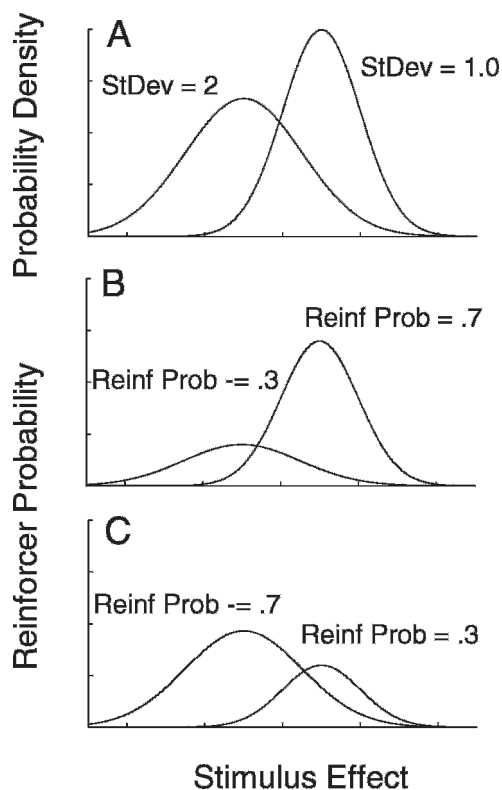 A
StDev = 2
StDev = 1.0
Probability Density
B
Reinf Prob = .7
Reinf Prob -= .3
Reinforcer Probability
C
Reinf Prob -= .7
Reinf Prob = .3
Stimulus Effect